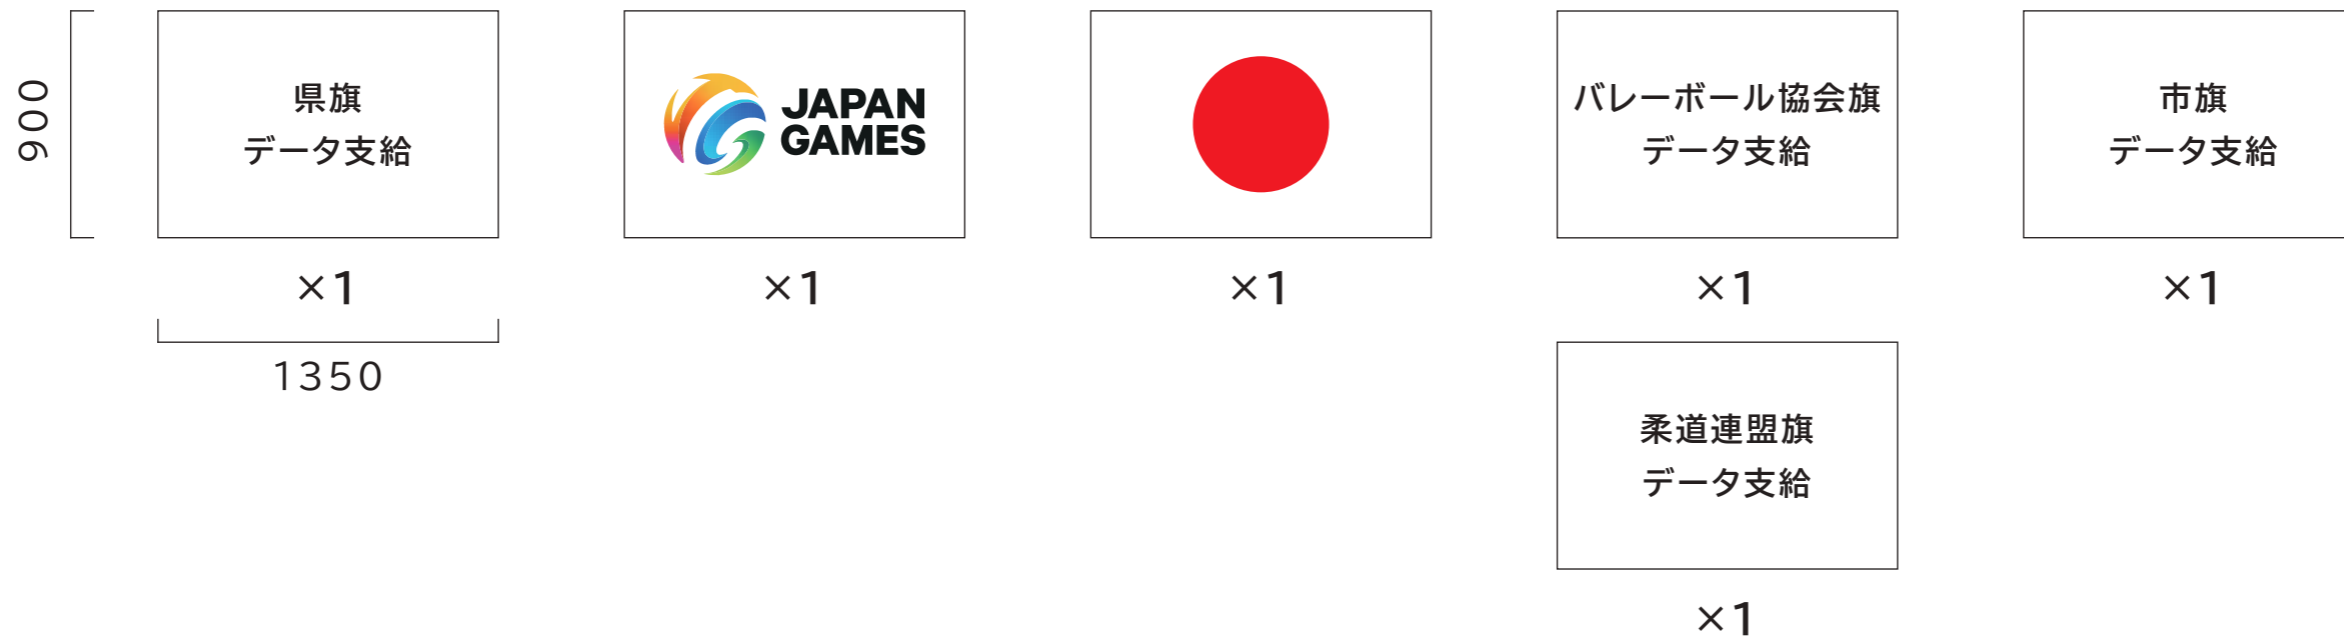 900
県旗
データ支給
×1
1350
JAPAN
GAMES
×1
×1
バレーボール協会旗
データ支給
×1
柔道連盟旗
データ支給
×1
市旗
データ支給
×1